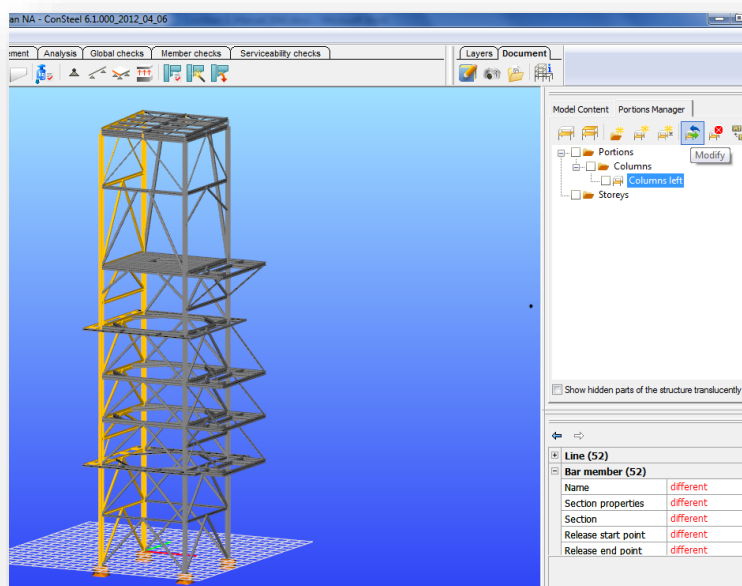 an NA - ConSteel 6.1.000_2012_04_06
ement Analysis Global checks Member checks Serviceability checks Layers Document
Model Content Portions Manager
Modify
Portions
Columns
Columns left
Storeys
Show hidden parts of the structure translucently
Line (52)
Bar member (52)
Name different
Section properties different
Section different
Release start point different
Release end point different